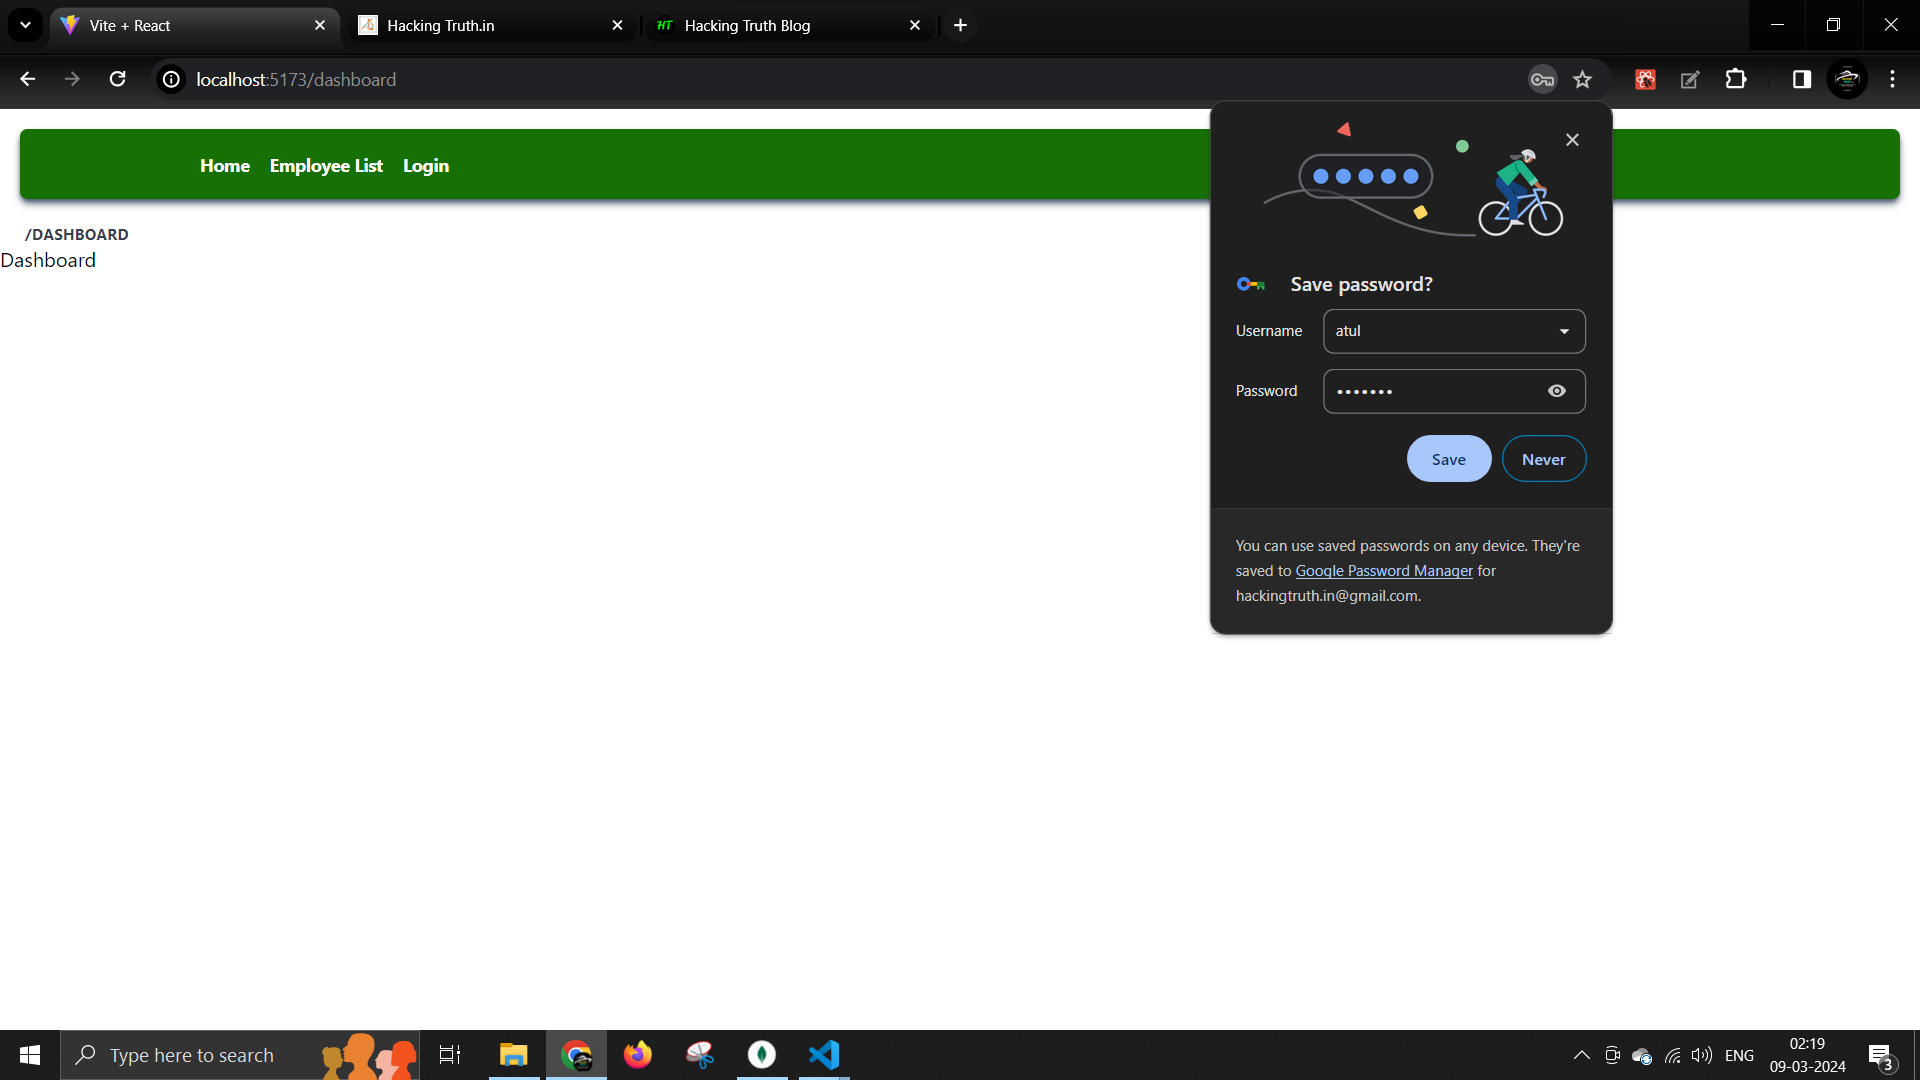 Vite + React
Hacking Truth.in
HT Hacking Truth Blog
localhost:5173/dashboard
Home Employee List Login
/DASHBOARD
Dashboard
Save password?
Username atul
Password •••••••
Save Never
You can use saved passwords on any device. They're
saved to Google Password Manager for
hackingtruth.in@gmail.com.
Type here to search
ENG
02:19
09-03-2024
3